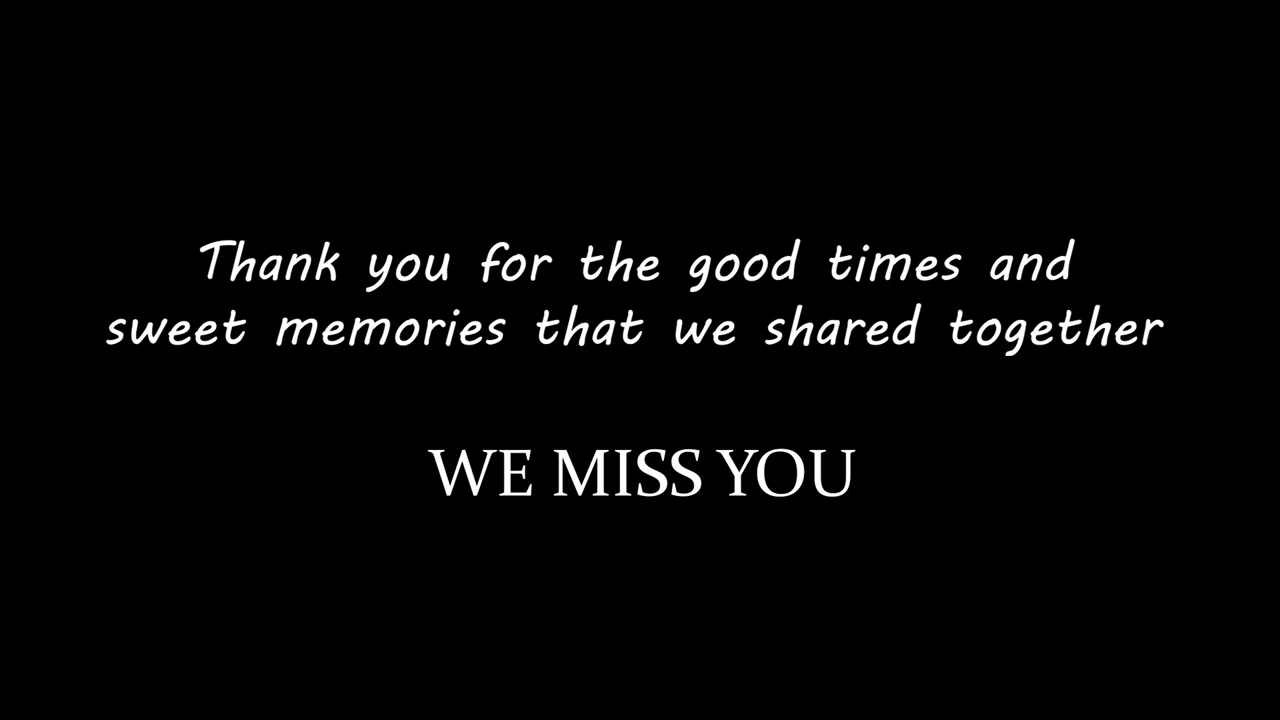 Thank you for the good times and
sweet memories that we shared together
WE MISS YOU